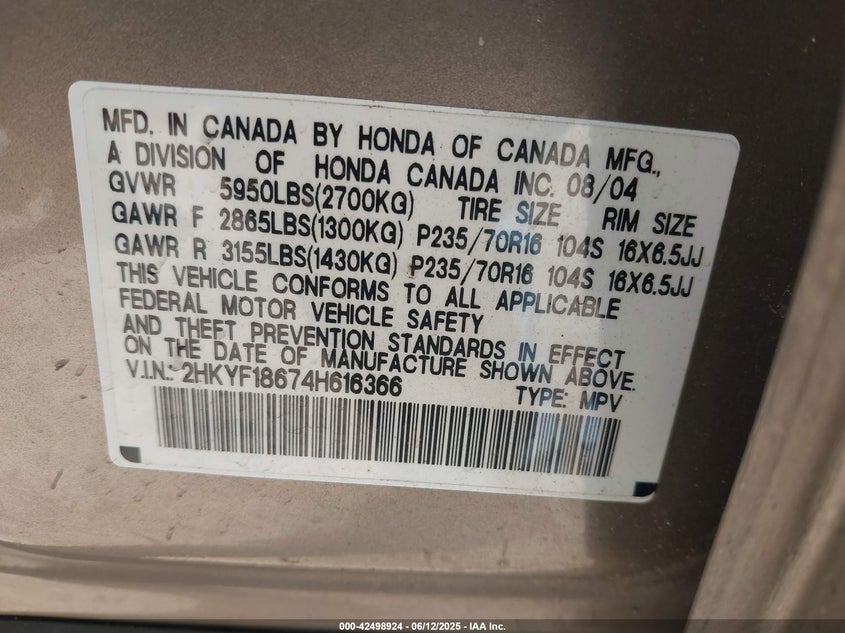 MFD. IN CANADA BY HONDA OF CANADA MFG.,
A DIVISION OF HONDA CANADA INC. 08/04
GVWR 5950LBS(2700KG) TIRE SIZE RIM SIZE
GAWR F 2865LBS(1300KG) P235/70R16 104S 16X6.5JJ
GAWR R 3155LBS(1430KG) P235/70R16 104S 16X6.5JJ
THIS VEHICLE CONFORMS TO ALL APPLICABLE
FEDERAL MOTOR VEHICLE SAFETY
AND THEFT PREVENTION STANDARDS IN EFFECT
ON THE DATE OF MANUFACTURE SHOWN ABOVE.
V.I.N.: 2HKYF18674H616366 TYPE: MPV
000-42498924 | 06/12/2025 - IAA Inc.